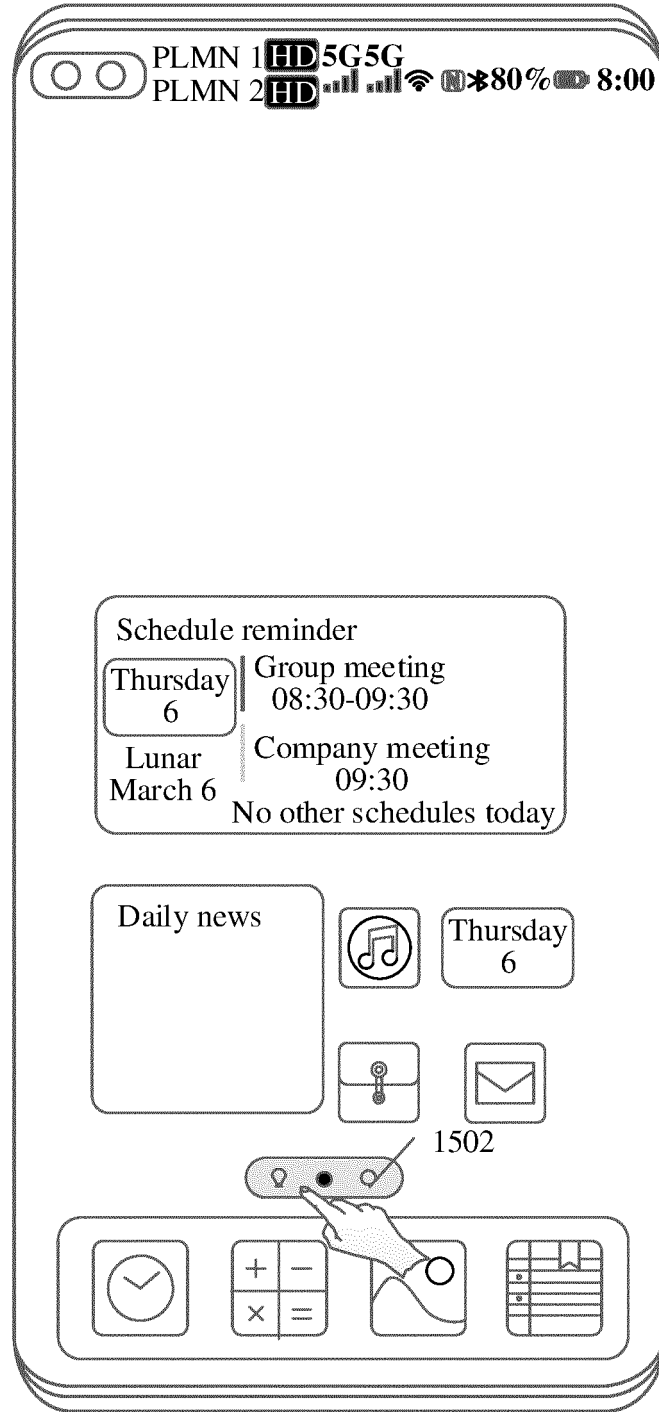 PLMN 1 HD 5G 5G
PLMN 2 HD N 80% 8:00
Schedule reminder
Thursday
6
Lunar
March 6
Group meeting
08:30-09:30
Company meeting
09:30
No other schedules today
Daily news
Thursday
6
1502